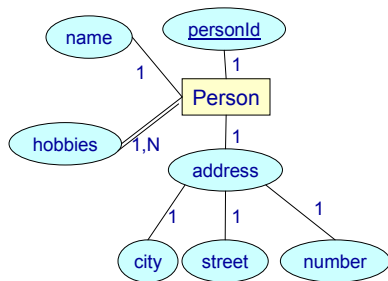 name
personId
1
1
Person
hobbies
1,N
1
address
1
1
1
city
street
number